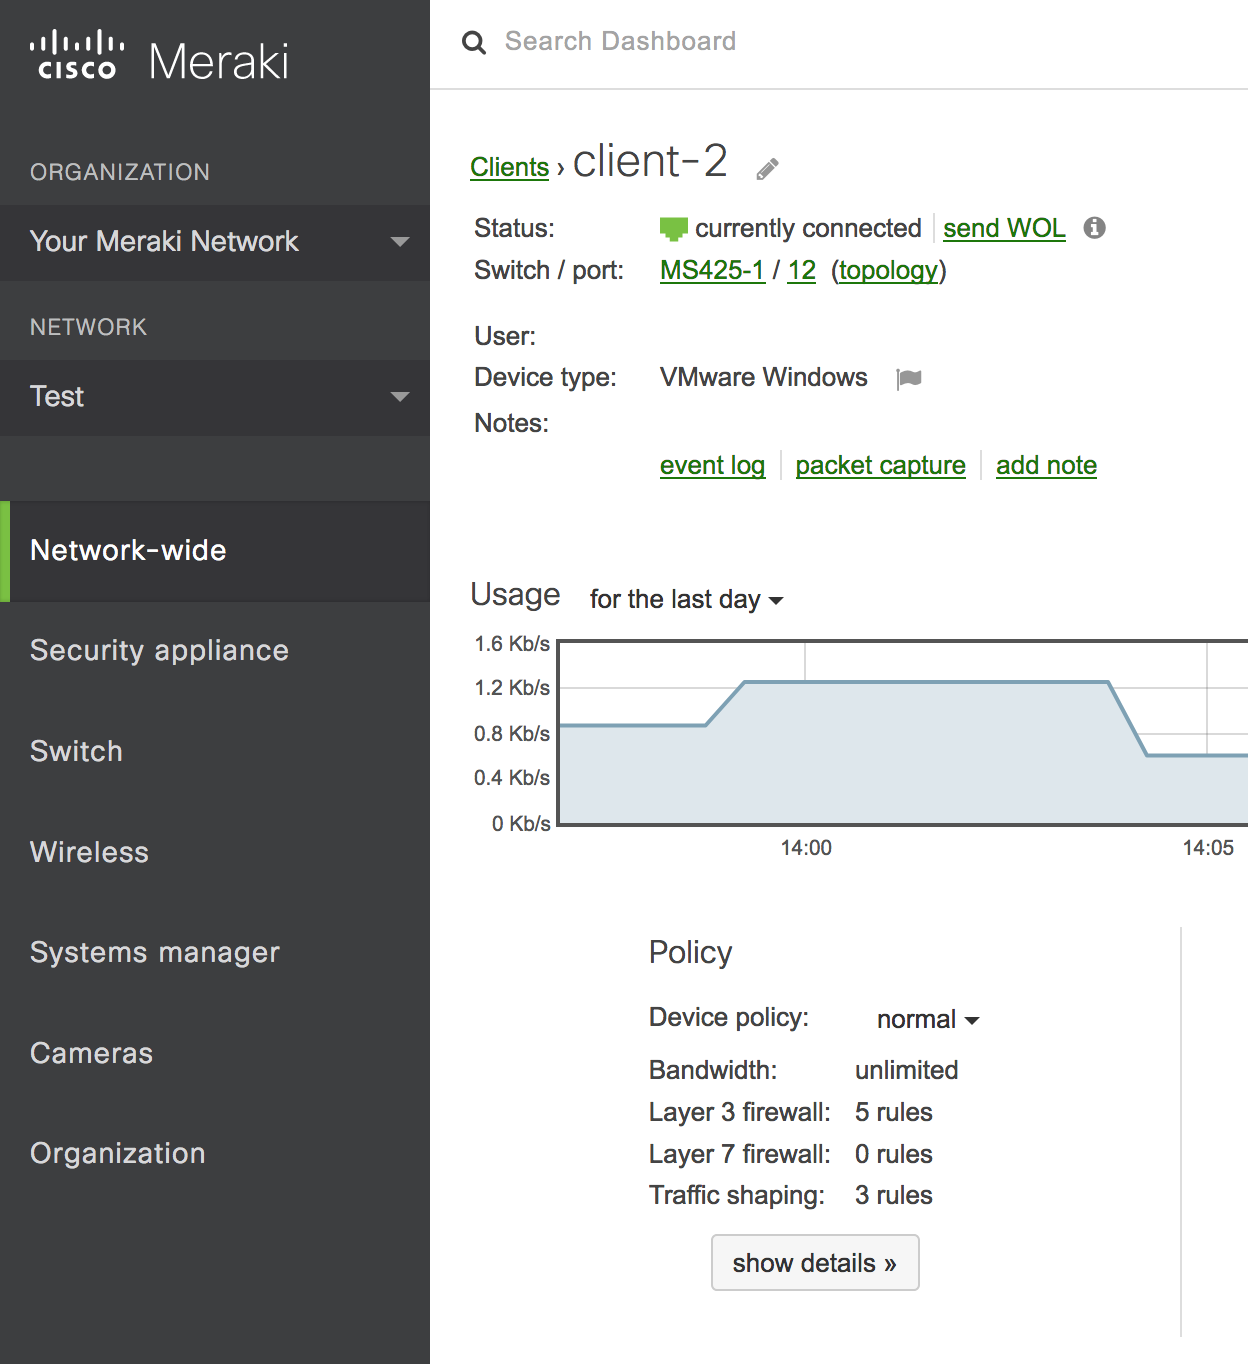 cisco Meraki
Search Dashboard
ORGANIZATION
Your Meraki Network
NETWORK
Test
Network-wide
Security appliance
Switch
Wireless
Systems manager
Cameras
Organization
Clients › client-2
Status: currently connected send WOL
Switch / port: MS425-1 / 12 (topology)
User:
Device type: VMware Windows
Notes:
event log packet capture add note
Usage for the last day
1.6 Kb/s
1.2 Kb/s
0.8 Kb/s
0.4 Kb/s
0 Kb/s
14:00 14:05
Policy
Device policy: normal
Bandwidth: unlimited
Layer 3 firewall: 5 rules
Layer 7 firewall: 0 rules
Traffic shaping: 3 rules
show details »